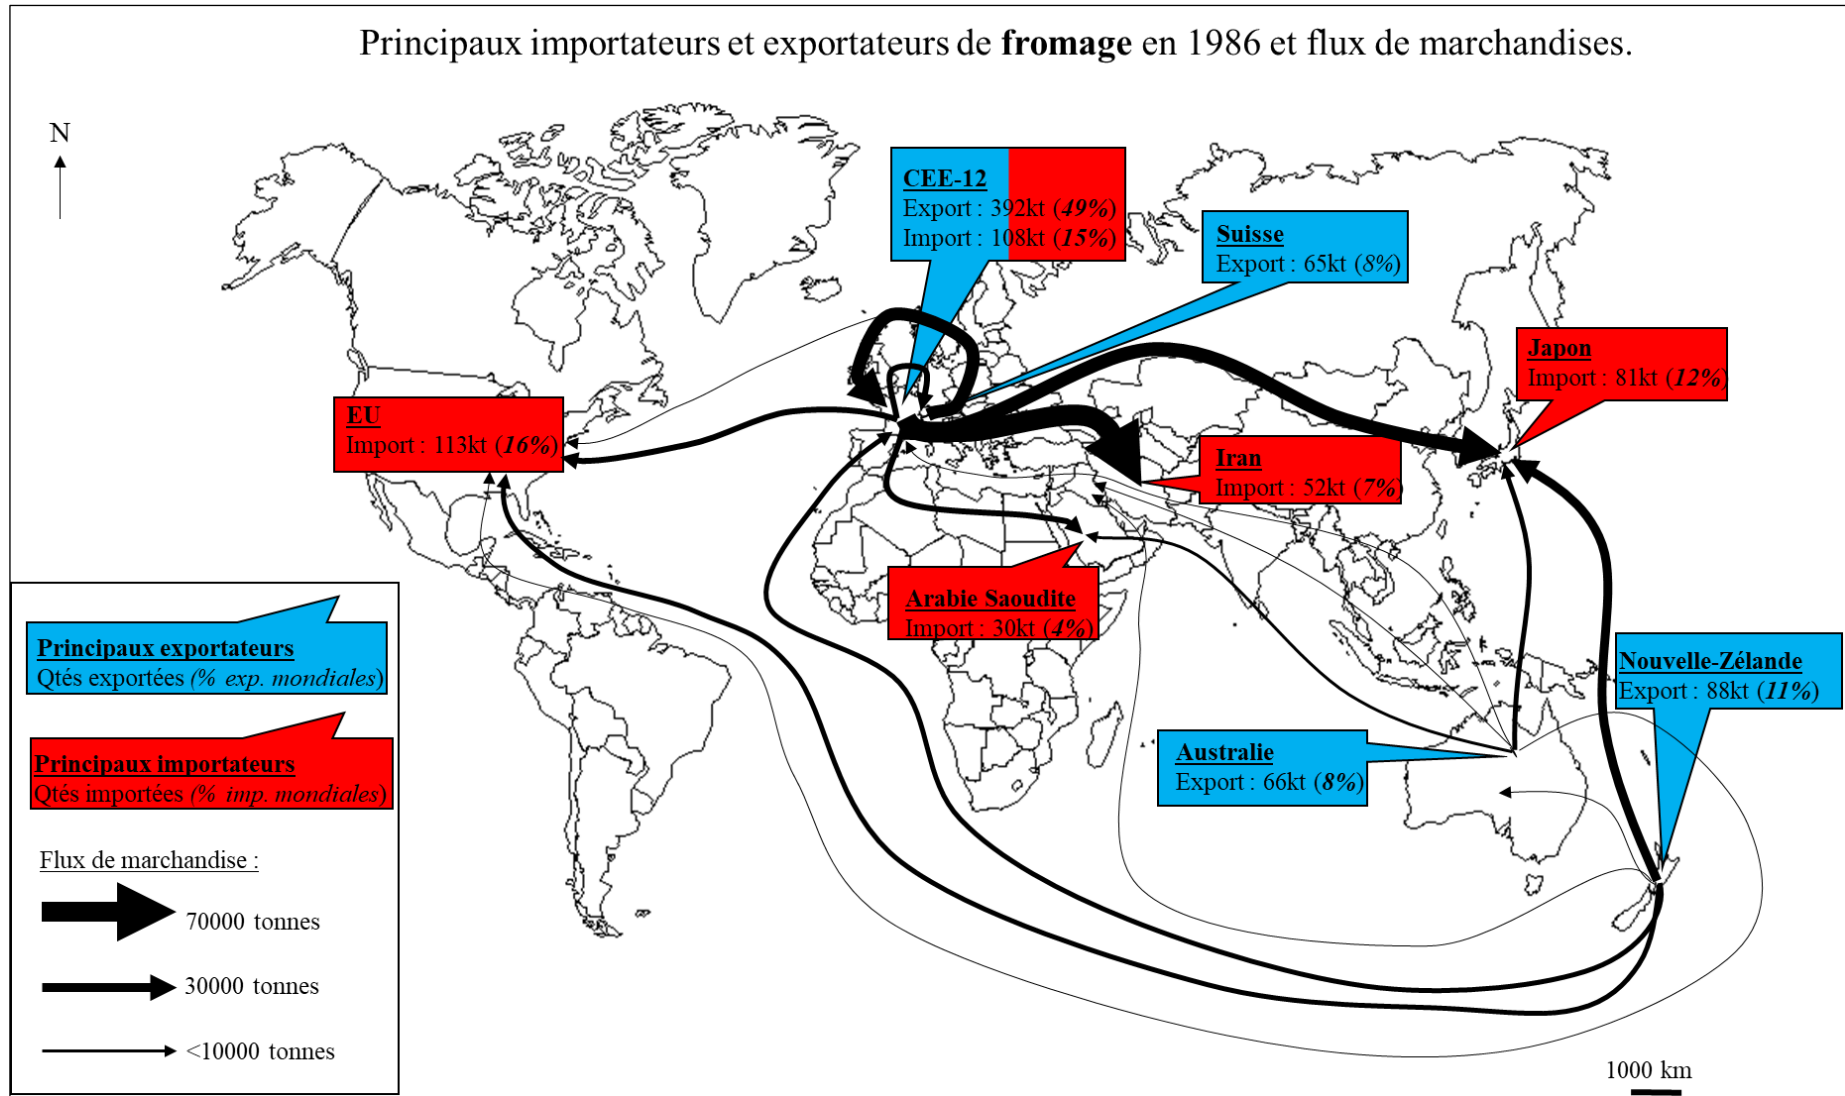 Principaux importateurs et exportateurs de fromage en 1986 et flux de marchandises.
N
CEE-12
Export : 392kt (49%)
Import : 108kt (15%)
Suisse
Export : 65kt (8%)
Japon
Import : 81kt (12%)
EU
Import : 113kt (16%)
Iran
Import : 52kt (7%)
Arabie Saoudite
Import : 30kt (4%)
Nouvelle-Zélande
Export : 88kt (11%)
Australie
Export : 66kt (8%)
Principaux exportateurs
Qtés exportées (% exp. mondiales)
Principaux importateurs
Qtés importées (% imp. mondiales)
Flux de marchandise :
70000 tonnes
30000 tonnes
<10000 tonnes
1000 km